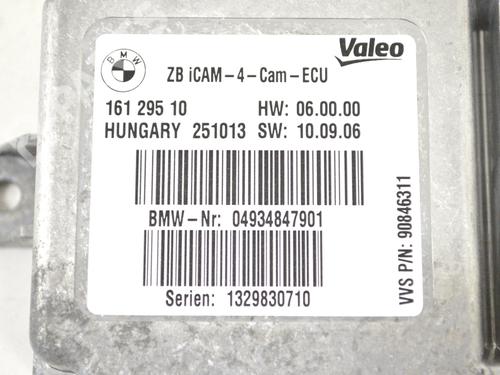 BMW
Valeo
ZB iCAM-4-Cam-ECU
161 295 10 HW: 06.00.00
HUNGARY 251013 SW: 10.09.06
BMW-Nr: 04934847901
Serien: 1329830710
VVS P/N: 90846311